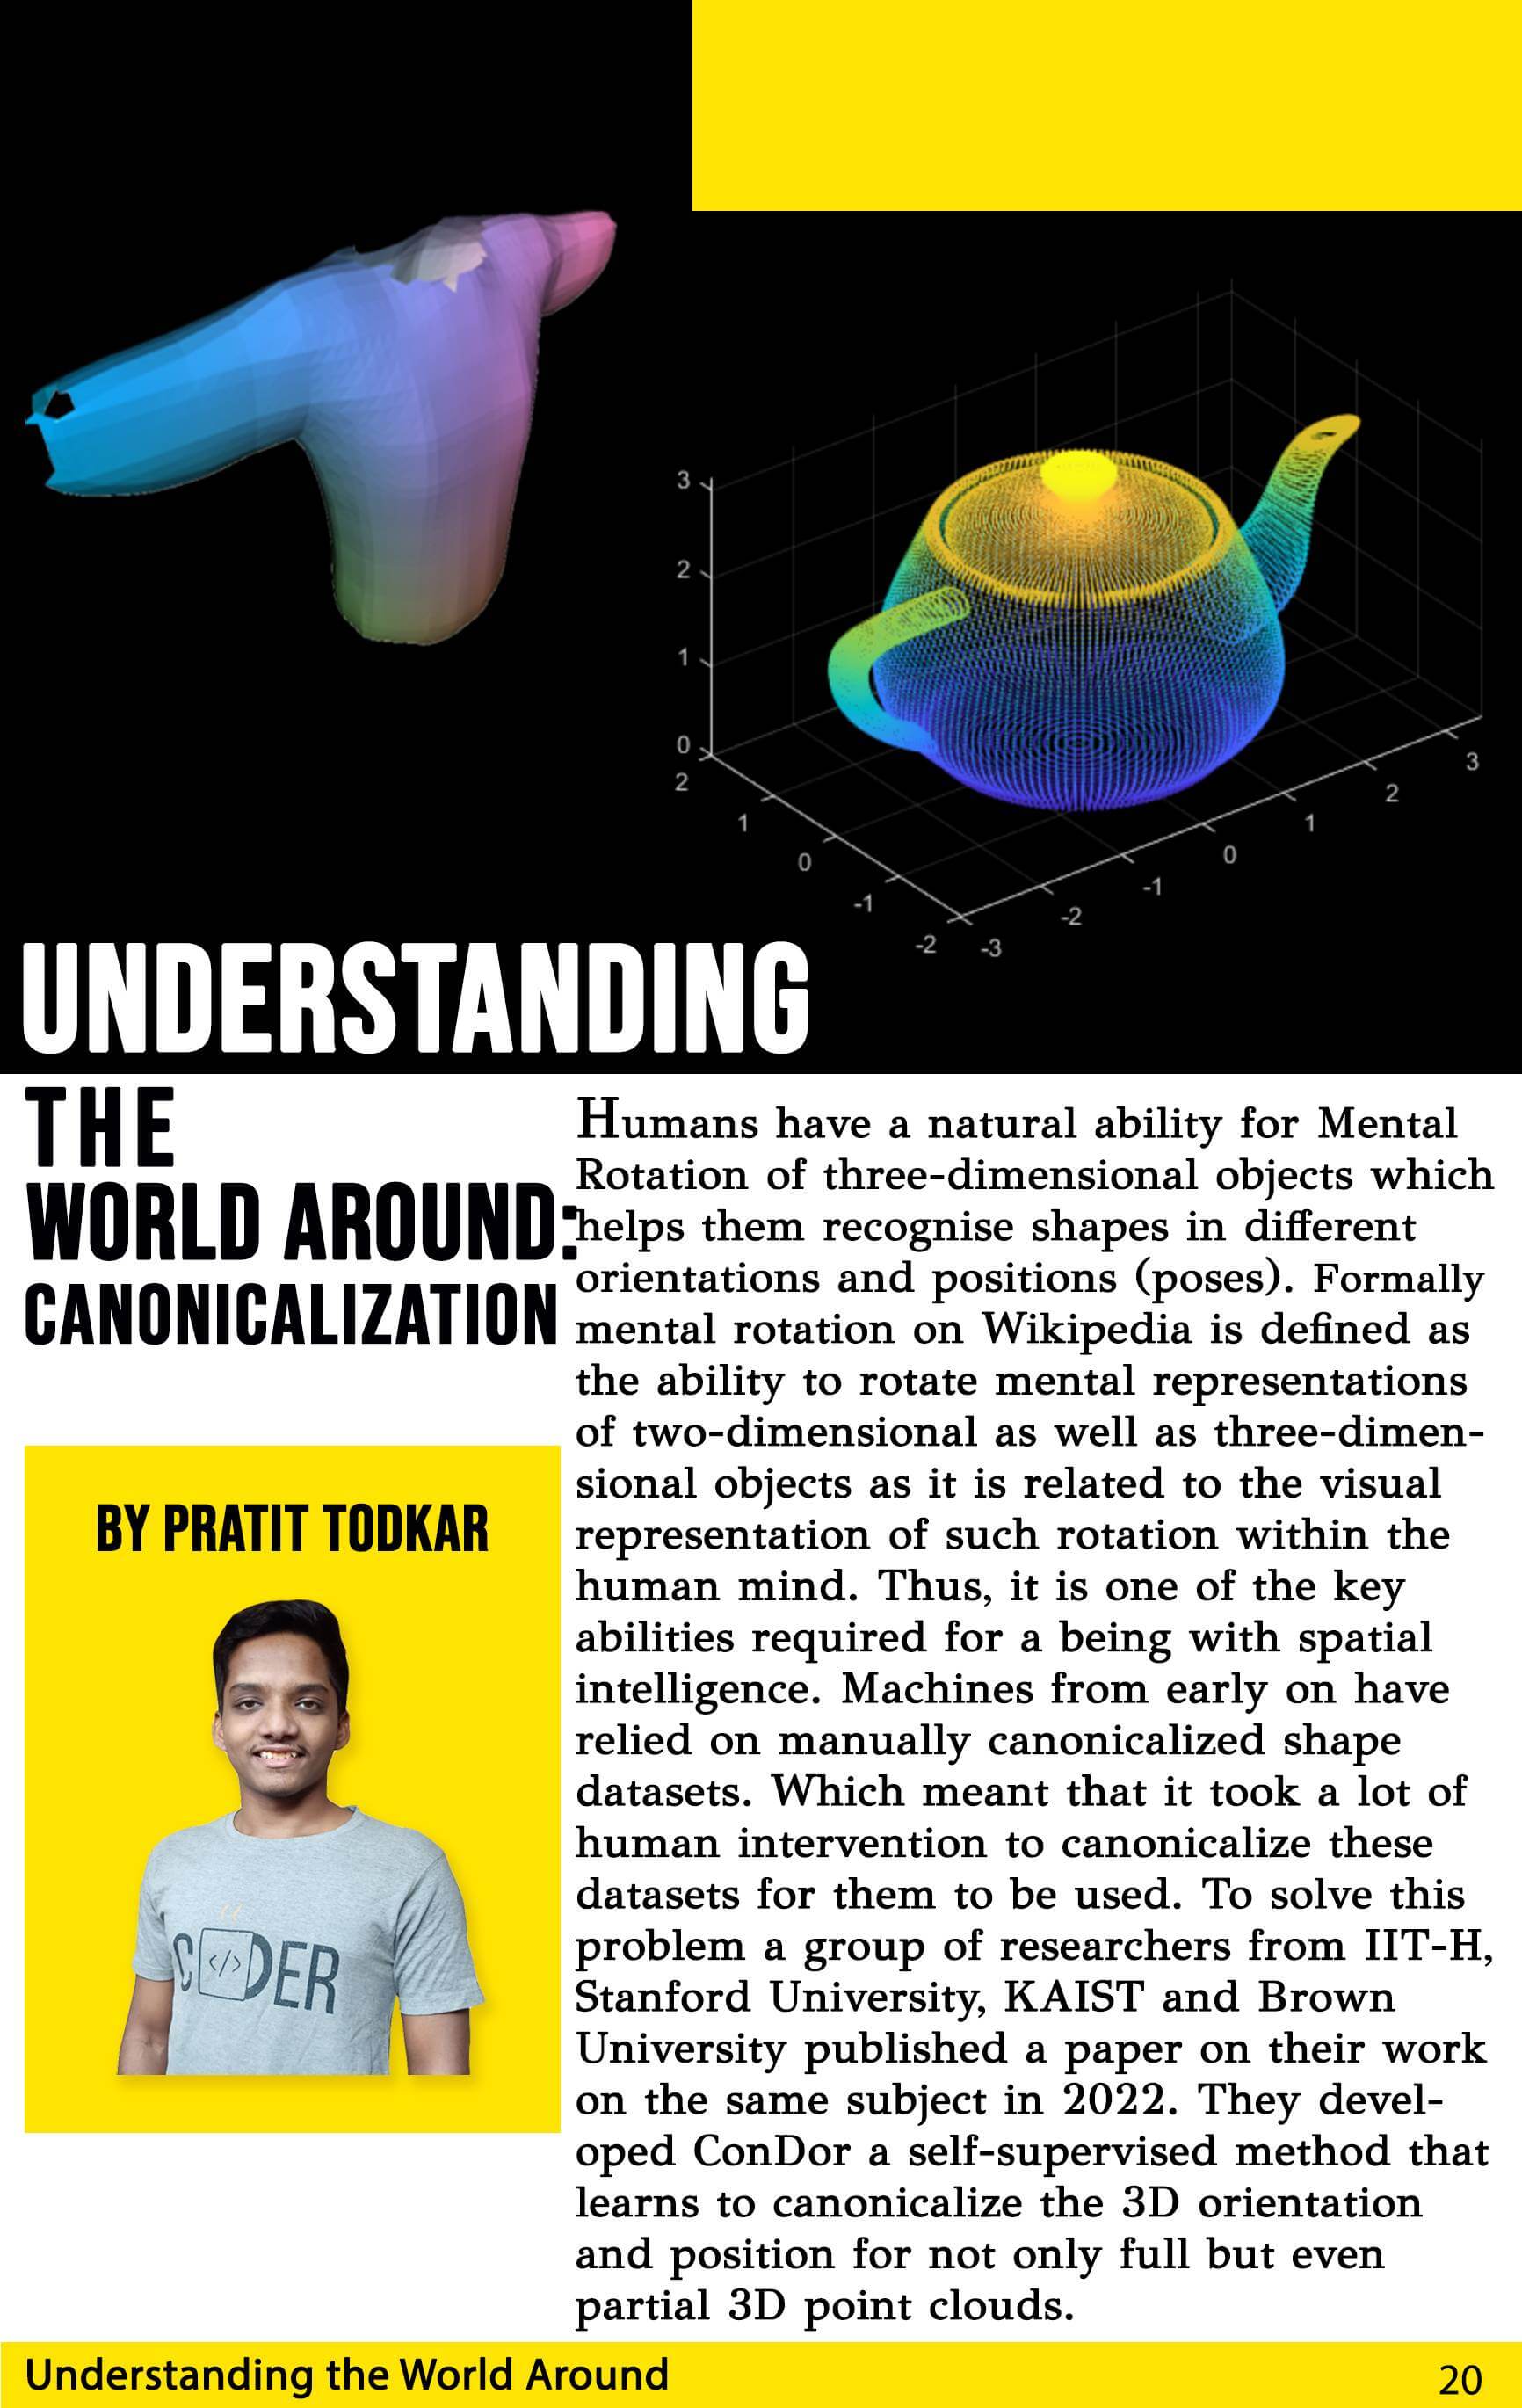 3
2
1
0
2
1
0
-1
-2
-3
-2
-1
0
1
2
3
UNDERSTANDING
THE
WORLD AROUND:
CANONICALIZATION
BY PRATIT TODKAR
C</>DER
Humans have a natural ability for Mental
Rotation of three-dimensional objects which
helps them recognise shapes in different
orientations and positions (poses). Formally
mental rotation on Wikipedia is defined as
the ability to rotate mental representations
of two-dimensional as well as three-dimen-
sional objects as it is related to the visual
representation of such rotation within the
human mind. Thus, it is one of the key
abilities required for a being with spatial
intelligence. Machines from early on have
relied on manually canonicalized shape
datasets. Which meant that it took a lot of
human intervention to canonicalize these
datasets for them to be used. To solve this
problem a group of researchers from IIT-H,
Stanford University, KAIST and Brown
University published a paper on their work
on the same subject in 2022. They devel-
oped ConDor a self-supervised method that
learns to canonicalize the 3D orientation
and position for not only full but even
partial 3D point clouds.
Understanding the World Around
20